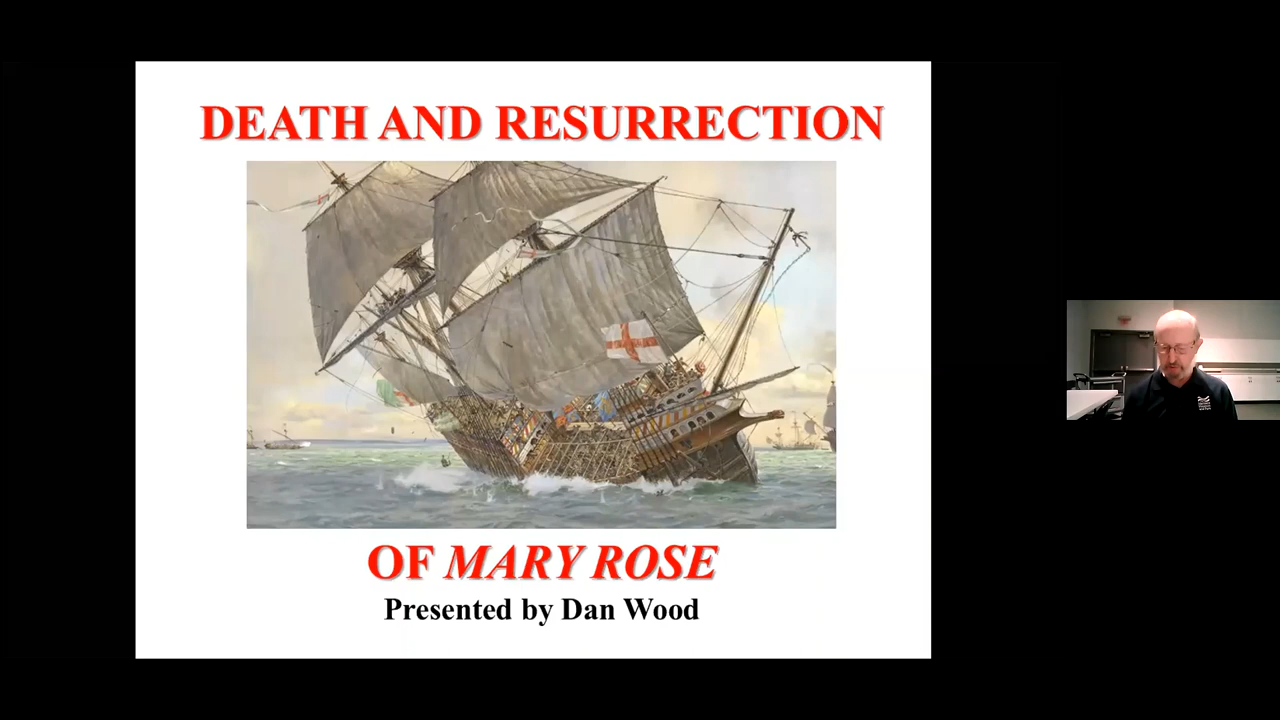 DEATH AND RESURRECTION
OF MARY ROSE
Presented by Dan Wood